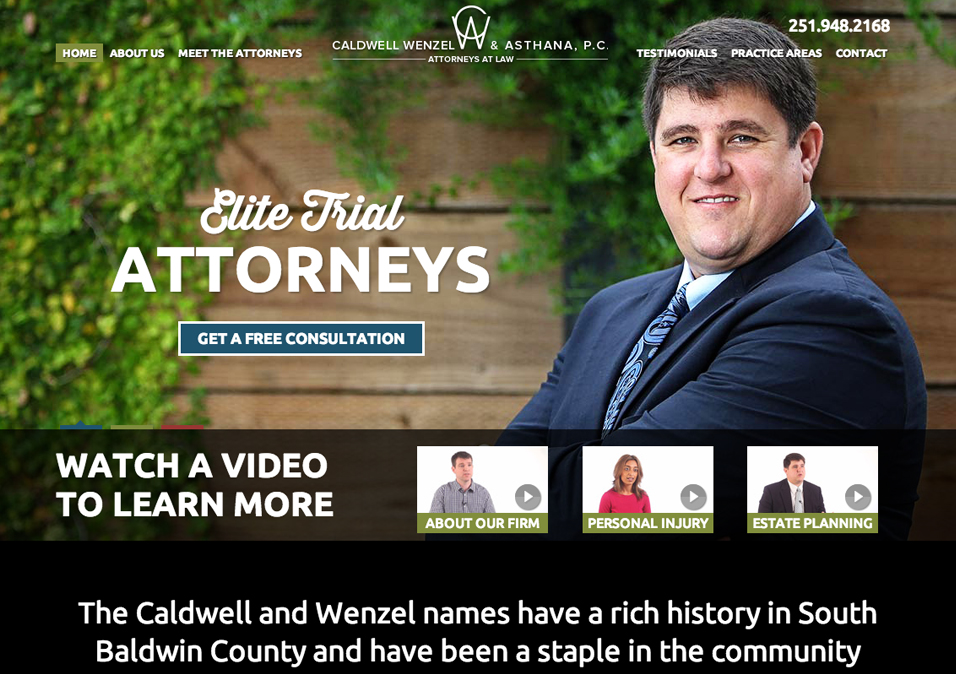 251.948.2168
HOME ABOUT US MEET THE ATTORNEYS
CALDWELL WENZEL & ASTHANA, P.C.
ATTORNEYS AT LAW
TESTIMONIALS PRACTICE AREAS CONTACT
Elite Trial
ATTORNEYS
GET A FREE CONSULTATION
WATCH A VIDEO
TO LEARN MORE
ABOUT OUR FIRM
PERSONAL INJURY
ESTATE PLANNING
The Caldwell and Wenzel names have a rich history in South
Baldwin County and have been a staple in the community